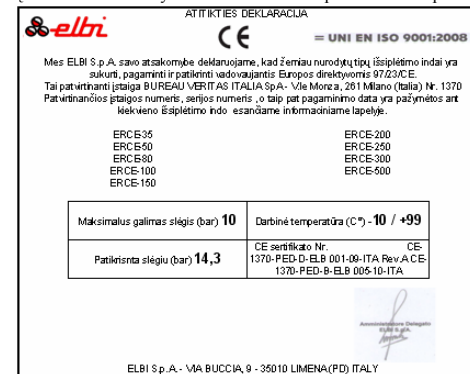 ATITIKTIES DEKLARACIJA
elbi
CE = UNI EN ISO 9001:2008
Mes ELBI S.p.A. savo atsakomybe deklaruojame, kad žemiau nurodytų tipų išsiplėtimo indai yra
sukurti, pagaminti ir patikrinti vadovaujantis Europos direktyvomis 97/23/CE.
Tai patvirtinanti įstaiga BUREAU VERITAS ITALIA SpA - V.le Monza, 261 Milano (Italia) Nr. 1370
Patvirtinančios įstaigos numeris, serijos numeris , o taip pat pagaminimo data yra pažymėtos ant
kiekvieno išsiplėtimo indo esančiame informaciniame lapelyje.
ERCE-35 ERCE-200
ERCE-50 ERCE-250
ERCE-80 ERCE-300
ERCE-100 ERCE-500
ERCE-150
Maksimalus galimas slėgis (bar) 10 Darbinė temperatūra (C°) -10 / +99
Patikrisnta slėgiu (bar) 14,3
CE sertifikato Nr. CE-
1370-PED-D-ELB 001-09-ITA Rev.A CE-
1370-PED-B-ELB 005-10-ITA
Amministratore Delegato
ELBI S.p.A.
ELBI S.p.A. - VIA BUCCIA, 9 - 35010 LIMENA (PD) ITALY